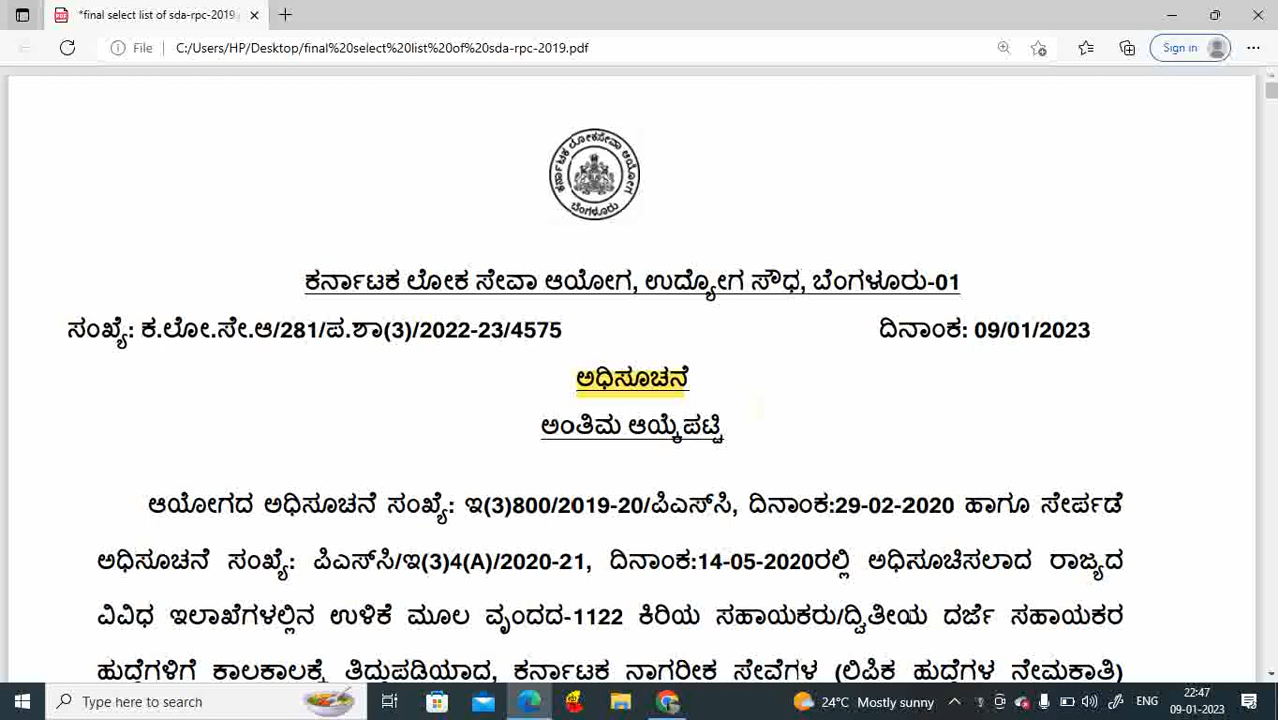 *final select list of sda-rpc-2019.
File
C:/Users/HP/Desktop/final%20select%20list%20of%20sda-rpc-2019.pdf
Sign in
ಕರ್ನಾಟಕ ಲೋಕಸೇವಾ ಆಯೋಗ
ಬೆಂಗಳೂರು
ಕರ್ನಾಟಕ ಲೋಕ ಸೇವಾ ಆಯೋಗ, ಉದ್ಯೋಗ ಸೌಧ, ಬೆಂಗಳೂರು-01
ಸಂಖ್ಯೆ: ಕ.ಲೋ.ಸೇ.ಆ/281/ಪ.ಶಾ(3)/2022-23/4575 ದಿನಾಂಕ: 09/01/2023
ಅಧಿಸೂಚನೆ
ಅಂತಿಮ ಆಯ್ಕೆಪಟ್ಟಿ
ಆಯೋಗದ ಅಧಿಸೂಚನೆ ಸಂಖ್ಯೆ: ಇ(3)800/2019-20/ಪಿಎಸ್‌ಸಿ, ದಿನಾಂಕ:29-02-2020 ಹಾಗೂ ಸೇರ್ಪಡೆ
ಅಧಿಸೂಚನೆ ಸಂಖ್ಯೆ: ಪಿಎಸ್‌ಸಿ/ಇ(3)4(A)/2020-21, ದಿನಾಂಕ:14-05-2020ರಲ್ಲಿ ಅಧಿಸೂಚಿಸಲಾದ ರಾಜ್ಯದ
ವಿವಿಧ ಇಲಾಖೆಗಳಲ್ಲಿನ ಉಳಿಕೆ ಮೂಲ ವೃಂದದ-1122 ಕಿರಿಯ ಸಹಾಯಕರು/ದ್ವಿತೀಯ ದರ್ಜೆ ಸಹಾಯಕರ
ಹುದ್ದೆಗಳಿಗೆ ಕಾಲಕಾಲಕ್ಕೆ ತಿದ್ದುಪಡಿಯಾದ, ಕರ್ನಾಟಕ ನಾಗರೀಕ ಸೇವೆಗಳ (ಲಿಪಿಕ ಹುದ್ದೆಗಳ ನೇಮಕಾತಿ)
Type here to search
24°C Mostly sunny
ENG
22:47
09-01-2023